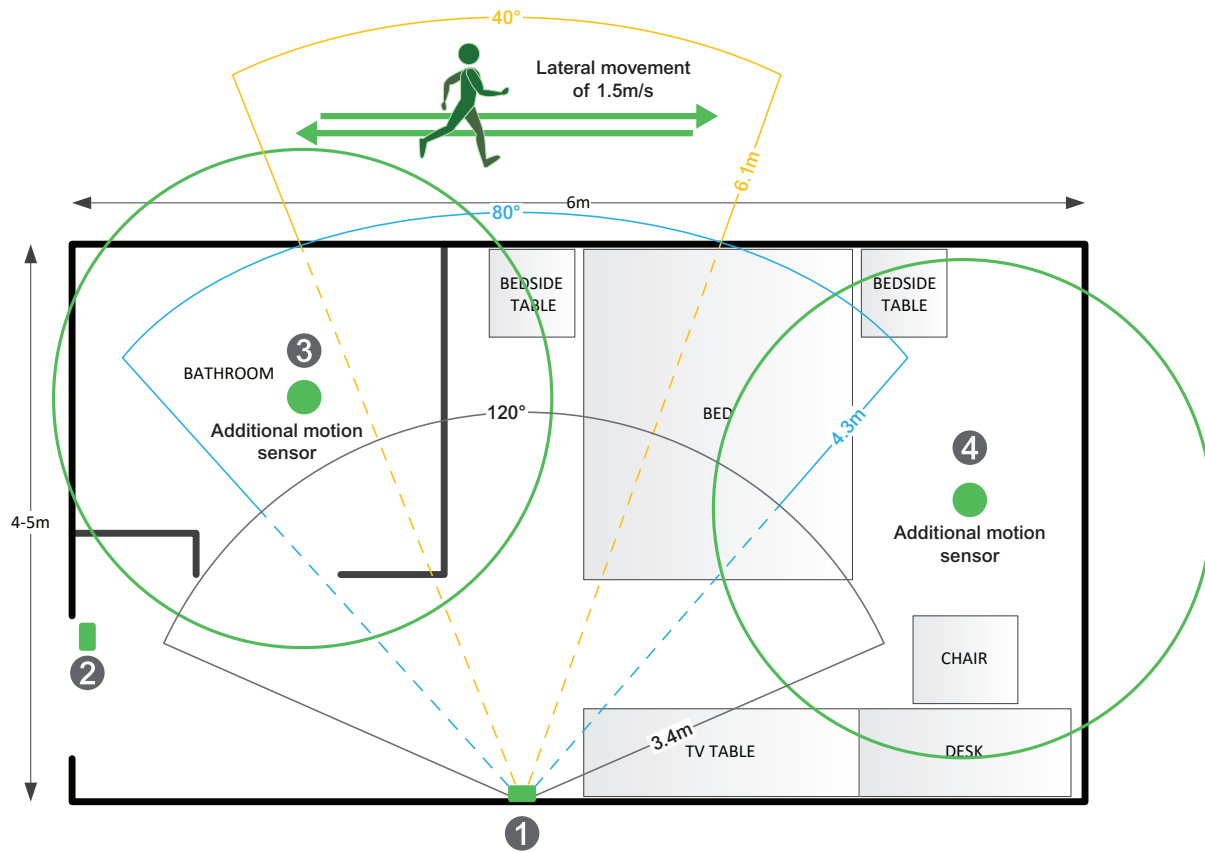 40°
Lateral movement
of 1.5m/s
6.1m
6m
80°
BEDSIDE
TABLE
BEDSIDE
TABLE
3
BATHROOM
Additional motion
sensor
120°
BED
4.3m
4
Additional motion
sensor
4-5m
2
CHAIR
3.4m
TV TABLE
DESK
1